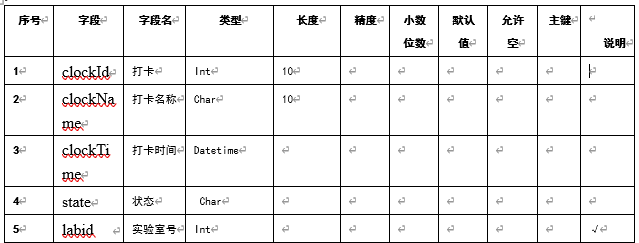 序号 字段 字段名 类型 长度 精度 小数位数 默认值 允许空 主键 说明
1 clockId 打卡 Int 10
2 clockName 打卡名称 Char 10
3 clockTime 打卡时间 Datetime
4 state 状态 Char
5 labid 实验室号 Int √